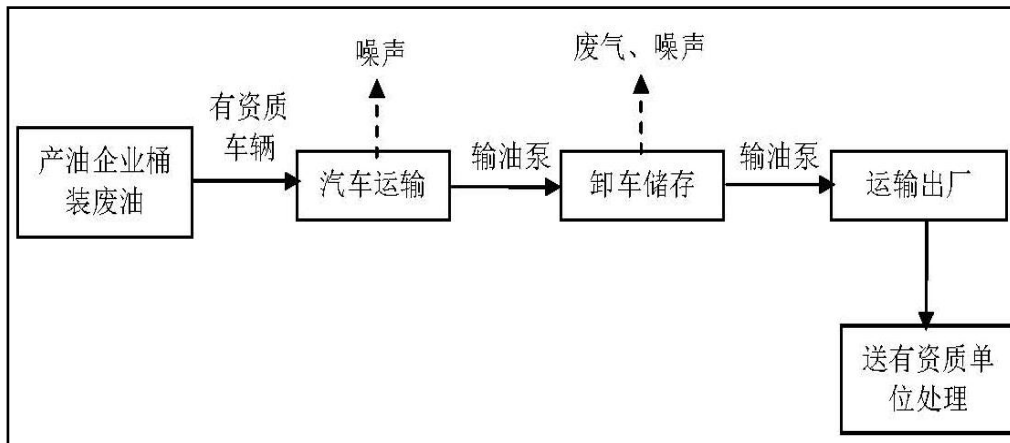 噪声
废气、噪声
有资质
车辆
产油企业桶
装废油
汽车运输
输油泵
卸车储存
输油泵
运输出厂
送有资质单
位处理